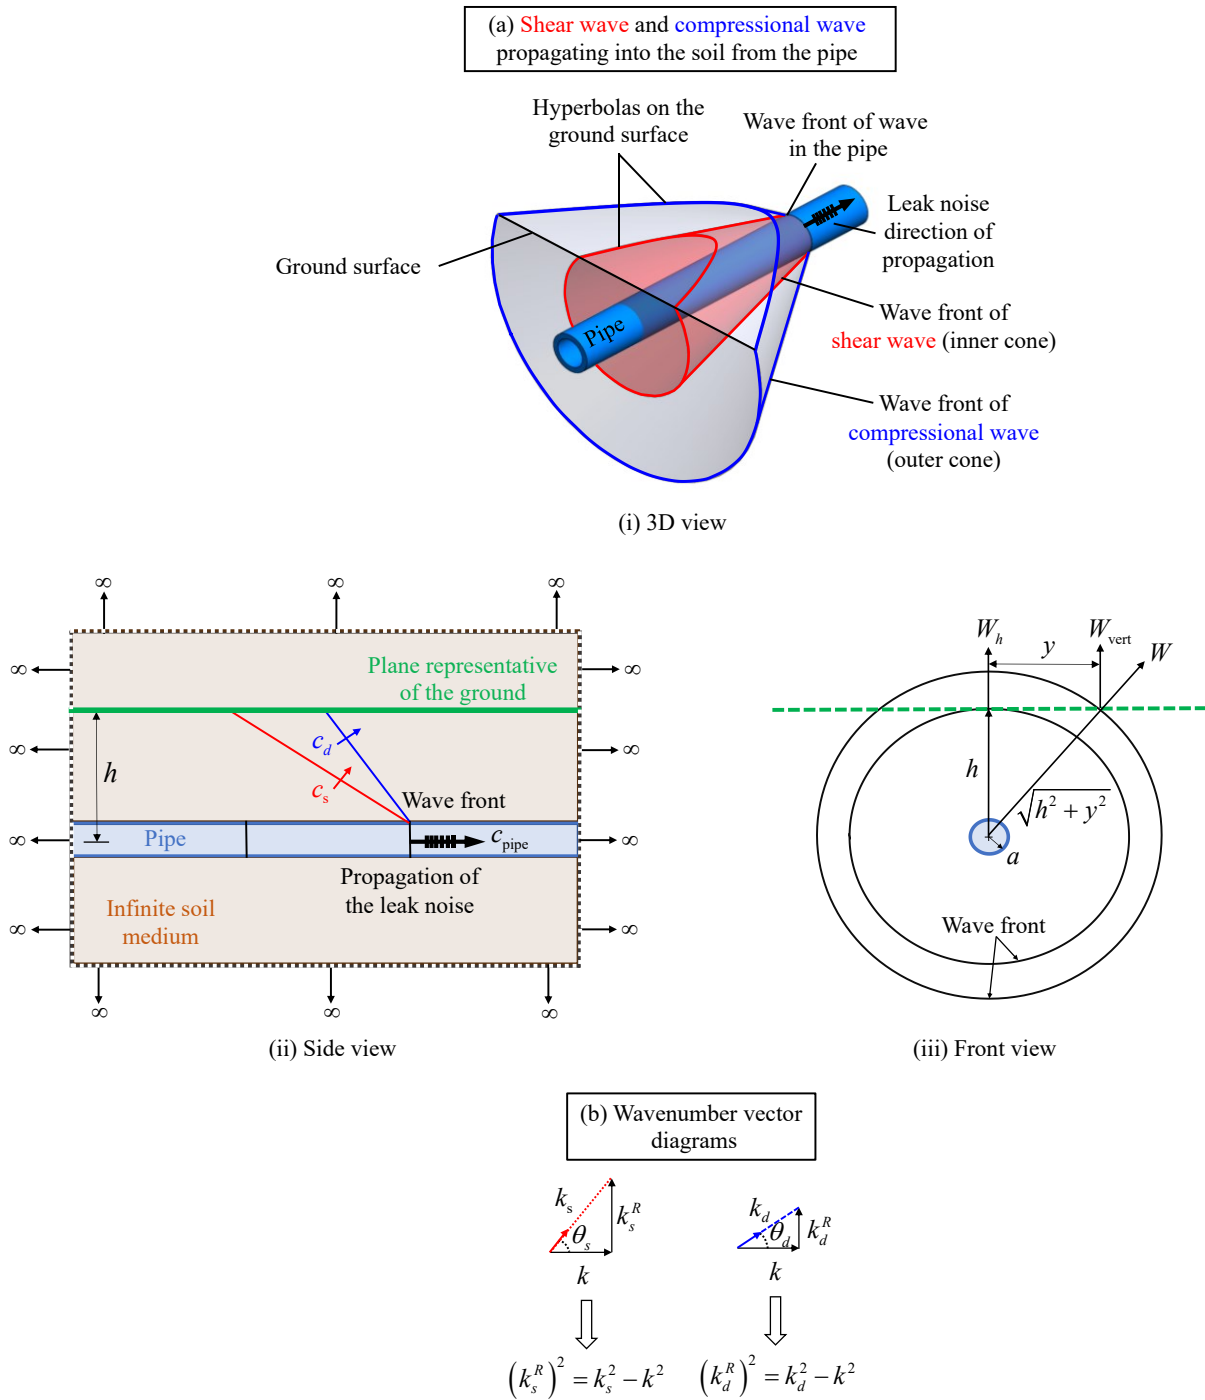 (a) Shear wave and compressional wave
propagating into the soil from the pipe
Hyperbolas on the
ground surface
Wave front of wave
in the pipe
Leak noise
direction of
propagation
Ground surface
Pipe
Wave front of
shear wave (inner cone)
Wave front of
compressional wave
(outer cone)
(i) 3D view
∞ ∞ ∞
∞ ∞
Plane representative
of the ground
∞ ∞
h
c_d
c_s
Wave front
∞ ∞
Pipe
c_pipe
Propagation of
the leak noise
Infinite soil
medium
∞ ∞
∞ ∞ ∞
(ii) Side view
W_h
W_vert
W
y
h
√(h² + y²)
a
Wave front
(iii) Front view
(b) Wavenumber vector
diagrams
k_s
k_s^R
θ_s
k
k_d
k_d^R
θ_d
k
(k_s^R)² = k_s² − k²
(k_d^R)² = k_d² − k²